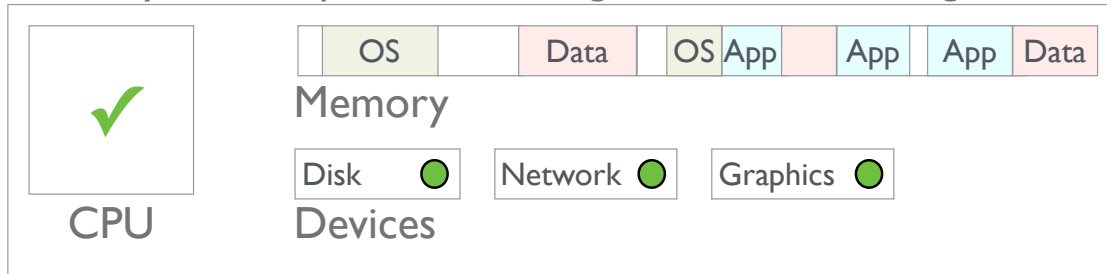 OS Data OS App App App Data
Memory
Disk Network Graphics
CPU Devices